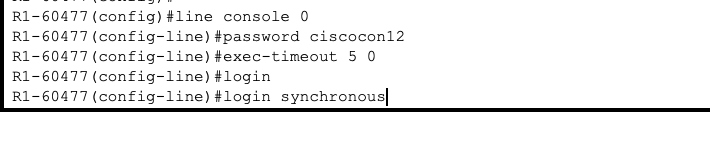 R1-60477(config)#line console 0
R1-60477(config-line)#password ciscocon12
R1-60477(config-line)#exec-timeout 5 0
R1-60477(config-line)#login
R1-60477(config-line)#login synchronous